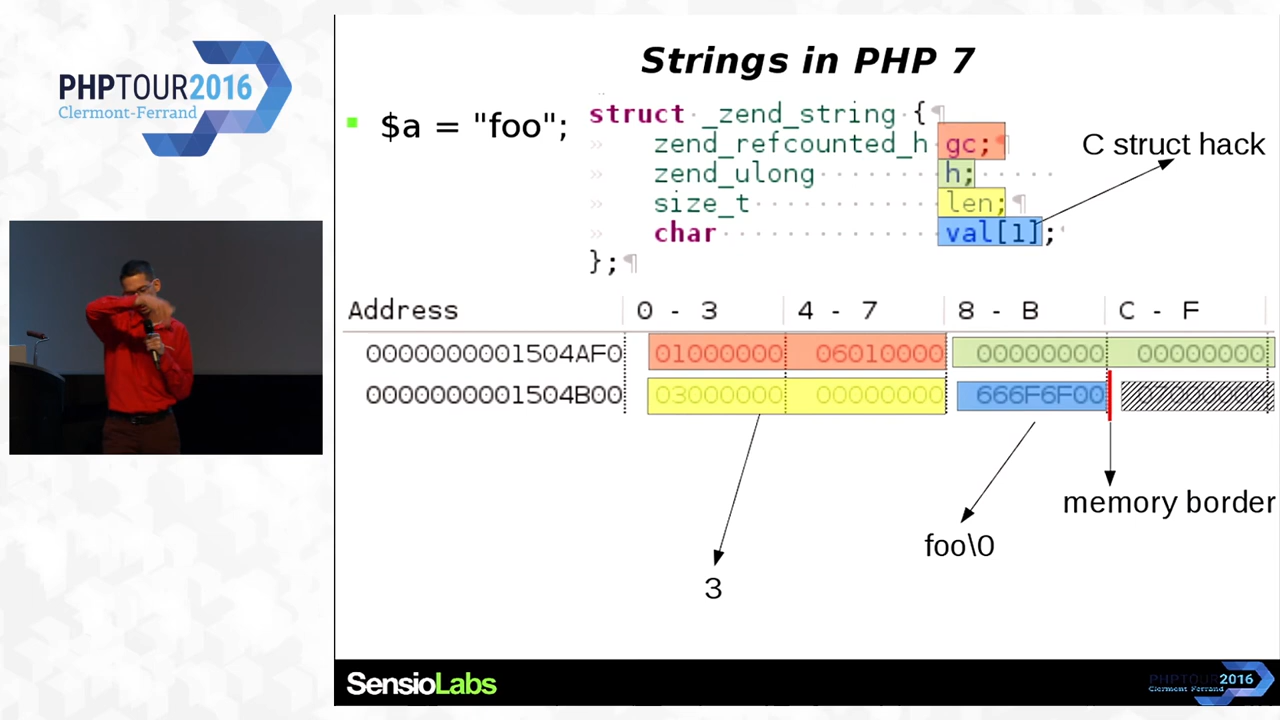 PHPTOUR2016
Clermont-Ferrand
Strings in PHP 7
$a = "foo";
struct _zend_string {
zend_refcounted_h gc;
zend_ulong h;
size_t len;
char val[1];
};
C struct hack
Address 0 - 3 4 - 7 8 - B C - F
0000000001504AF0 01000000 06010000 00000000 00000000
0000000001504B00 03000000 00000000 666F6F00
memory border
foo\0
3
SensioLabs
PHPTOUR2016
Clermont Ferrand